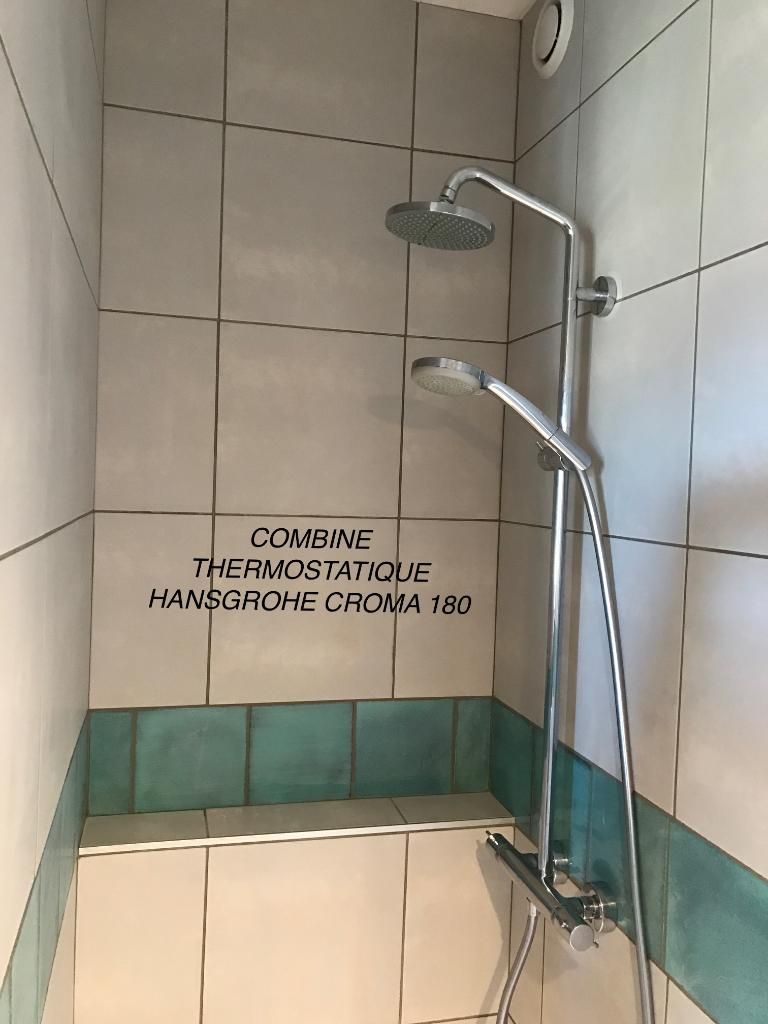 COMBINE
THERMOSTATIQUE
HANSGROHE CROMA 180